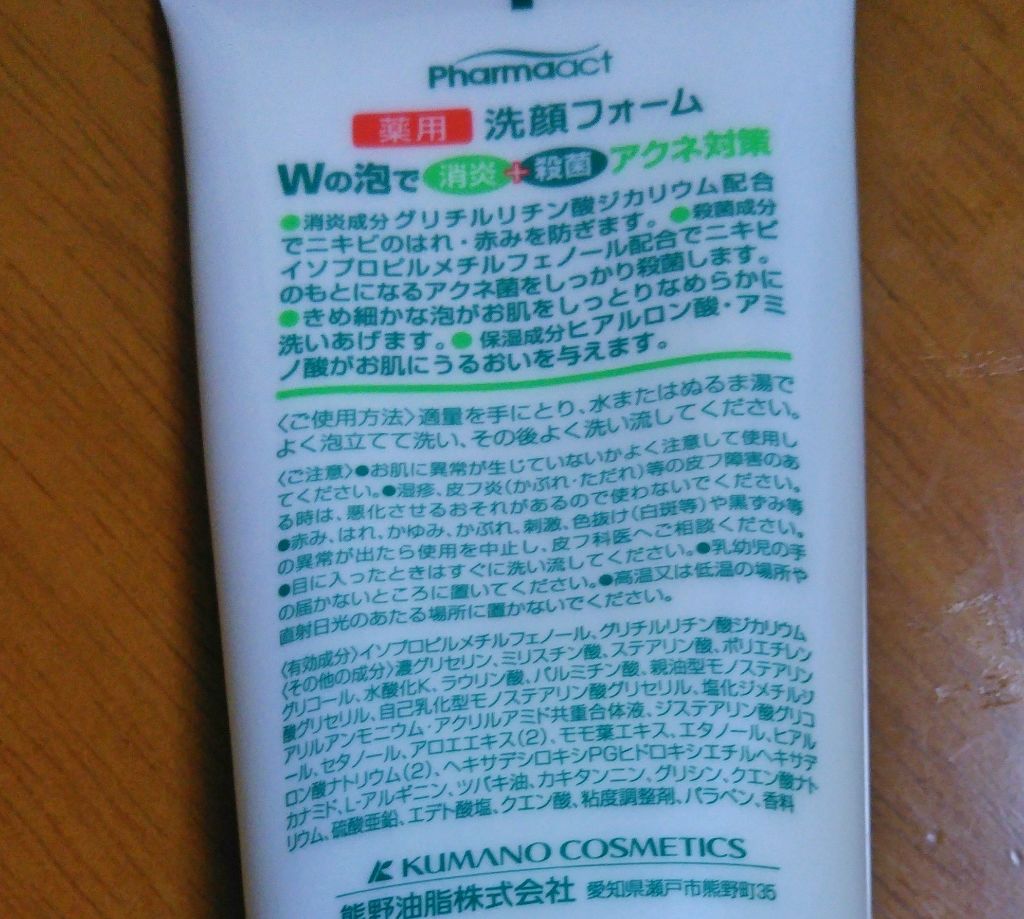 Pharmaact
薬用 洗顔フォーム
Wの泡で 消炎+殺菌 アクネ対策
●消炎成分グリチルリチン酸ジカリウム配合
でニキビのはれ・赤みを防ぎます。●殺菌成分
イソプロピルメチルフェノール配合でニキビ
のもとになるアクネ菌をしっかり殺菌します。
●きめ細かな泡がお肌をしっとりなめらかに
洗いあげます。●保湿成分ヒアルロン酸・アミ
ノ酸がお肌にうるおいを与えます。
〈ご使用方法〉適量を手にとり、水またはぬるま湯で
よく泡立てて洗い、その後よく洗い流してください。
〈ご注意〉●お肌に異常が生じていないかよく注意して使用し
てください。●湿疹、皮フ炎(かぶれ・ただれ)等の皮フ障害のあ
る時は、悪化させるおそれがあるので使わないでください。
●赤み、はれ、かゆみ、かぶれ、刺激、色抜け(白斑等)や黒ずみ等
の異常が出たら使用を中止し、皮フ科医へご相談ください。
●目に入ったときはすぐに洗い流してください。●乳幼児の手
の届かないところに置いてください。●高温又は低温の場所や
直射日光のあたる場所に置かないでください。
〈有効成分〉イソプロピルメチルフェノール、グリチルリチン酸ジカリウム
〈その他の成分〉濃グリセリン、ミリスチン酸、ステアリン酸、ポリエチレン
グリコール、水酸化K、ラウリン酸、パルミチン酸、親油型モノステアリン
酸グリセリル、自己乳化型モノステアリン酸グリセリル、塩化ジメチルジ
アリルアンモニウム・アクリルアミド共重合体液、ジステアリン酸グリコ
ール、セタノール、アロエエキス(2)、モモ葉エキス、エタノール、ヒアル
ロン酸ナトリウム(2)、ヘキサデシロキシPGヒドロキシエチルヘキサデ
カナミド、L-アルギニン、ツバキ油、カキタンニン、グリシン、クエン酸ナト
リウム、硫酸亜鉛、エデト酸塩、クエン酸、粘度調整剤、パラベン、香料
KUMANO COSMETICS
熊野油脂株式会社 愛知県瀬戸市熊野町35